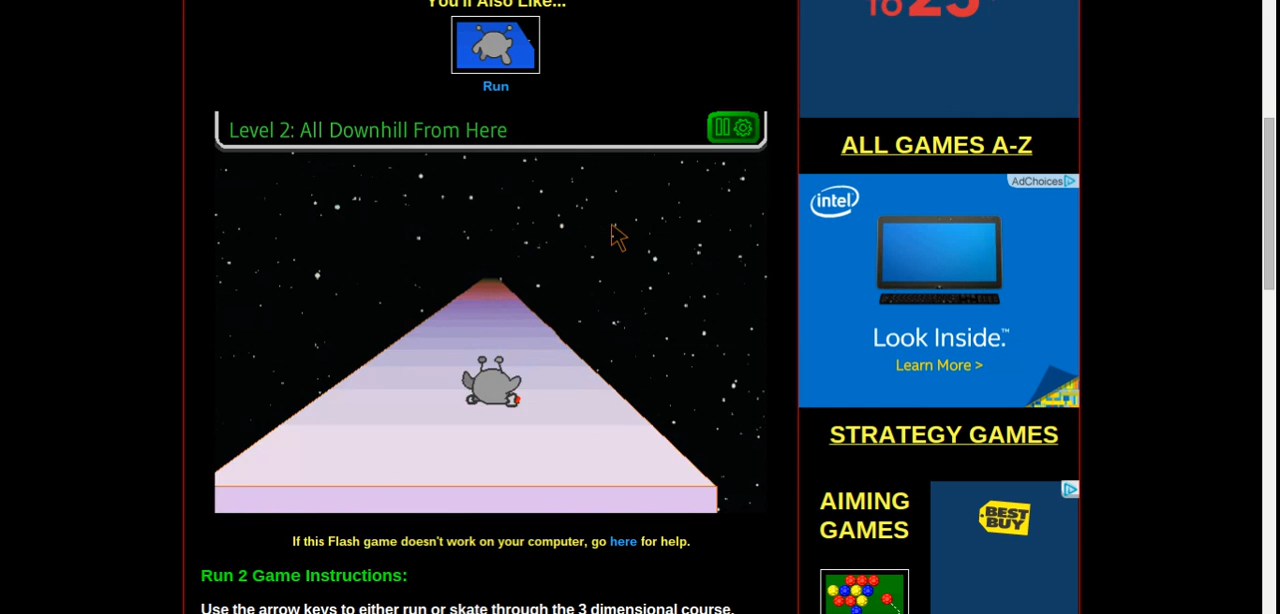 You'll Also Like...
Run
Level 2: All Downhill From Here
If this Flash game doesn't work on your computer, go here for help.
Run 2 Game Instructions:
Use the arrow keys to either run or skate through the 3 dimensional course.
ALL GAMES A-Z
AdChoices
intel
Look Inside.™
Learn More >
STRATEGY GAMES
AIMING
GAMES
BEST
BUY